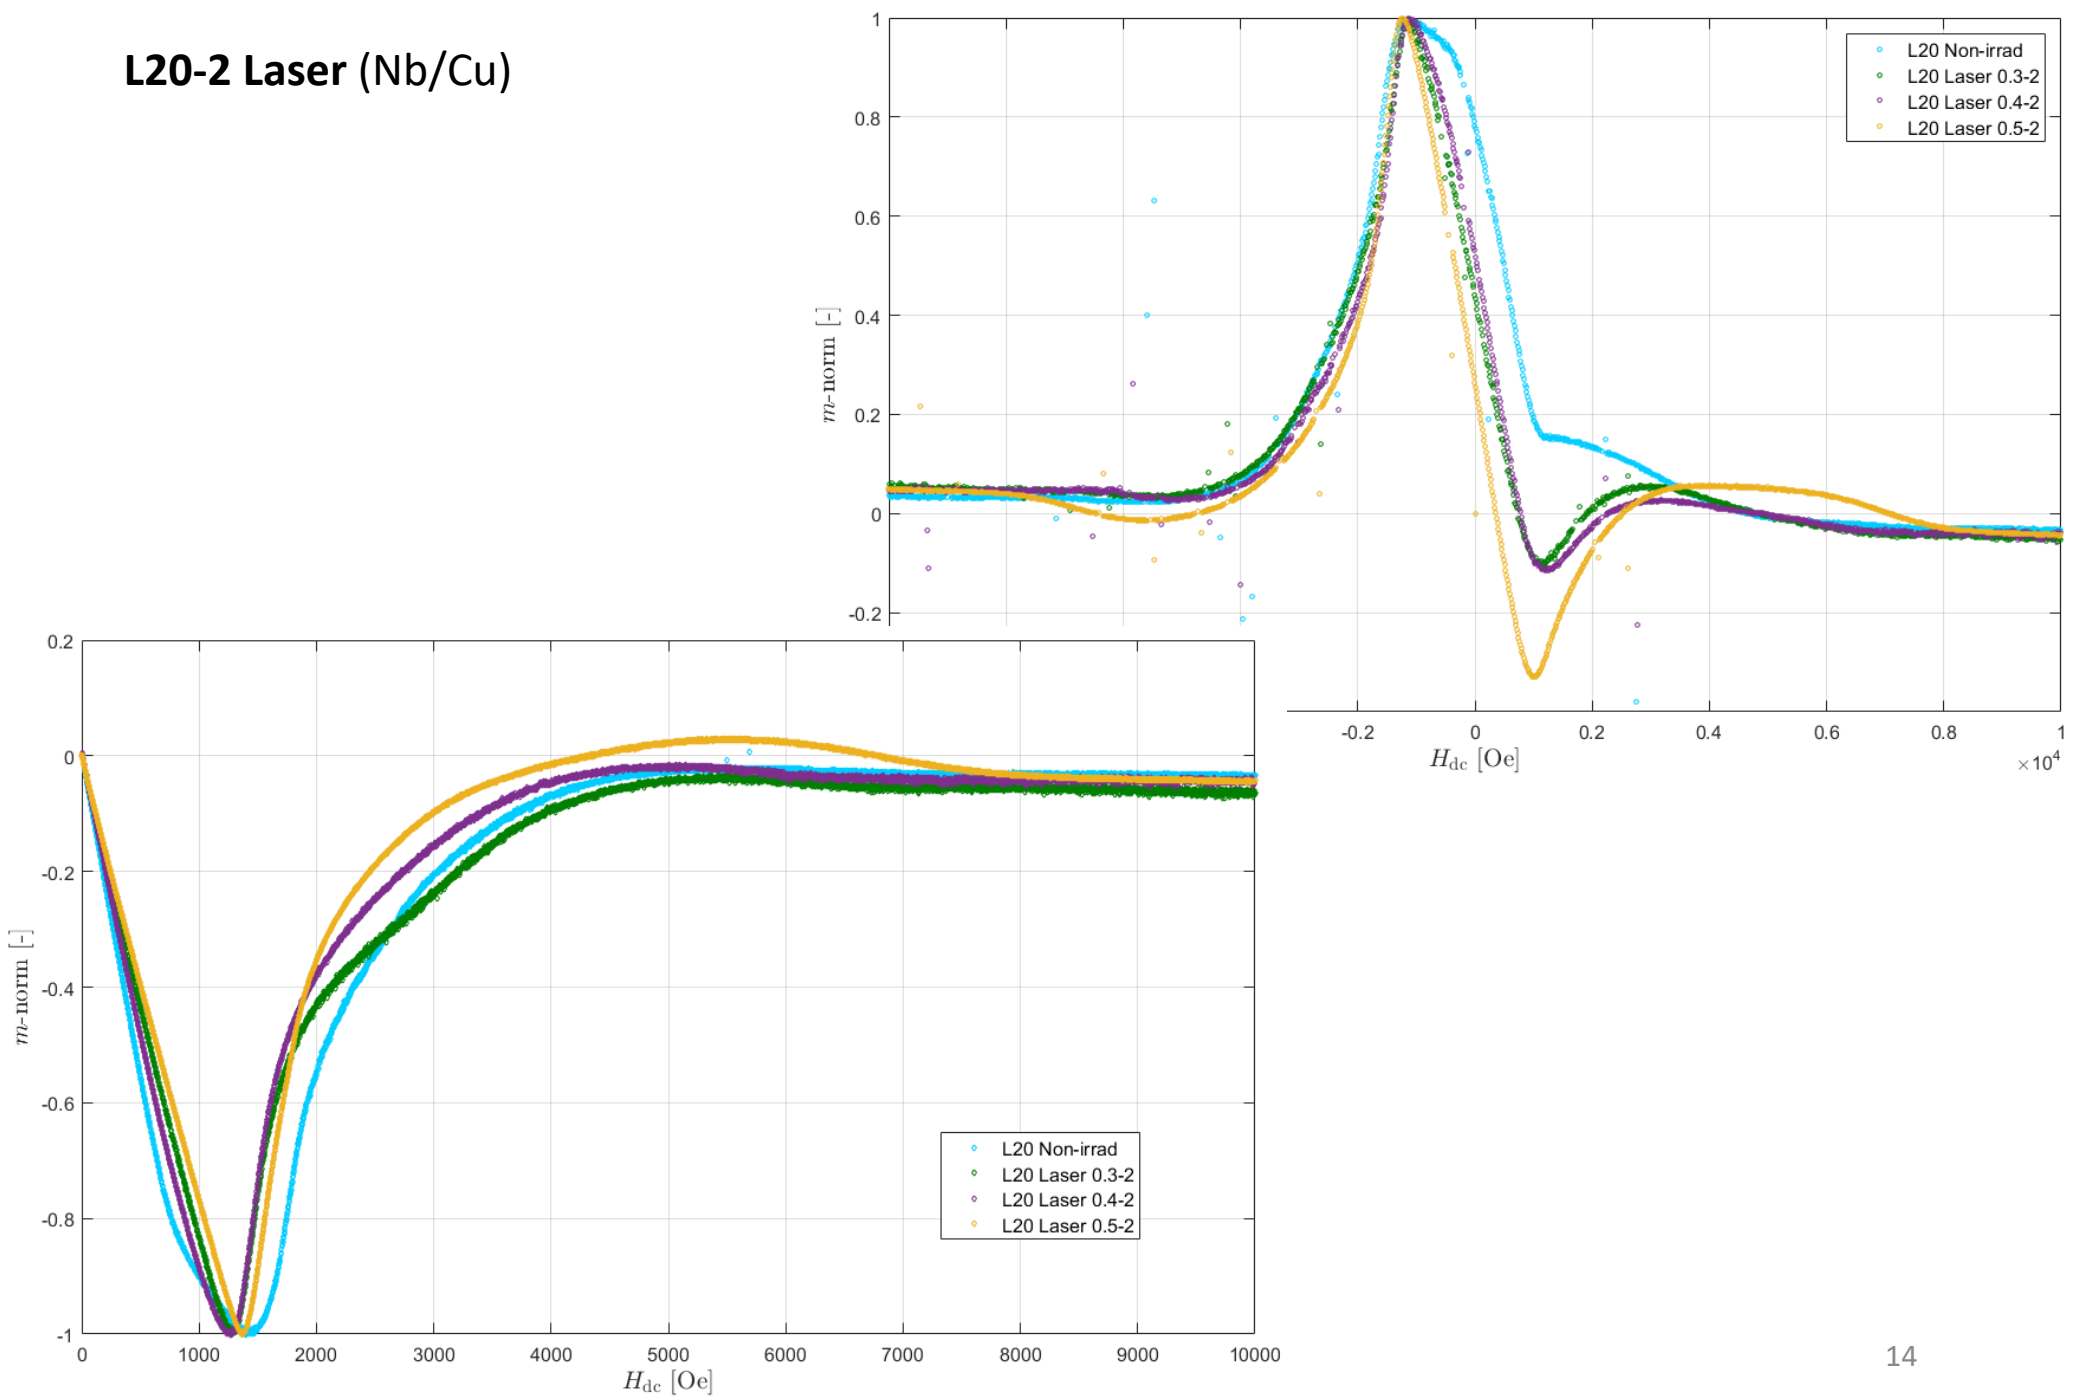 L20-2 Laser (Nb/Cu)
1
0.8
0.6
0.4
0.2
0
-0.2
m-norm [-]
L20 Non-irrad
L20 Laser 0.3-2
L20 Laser 0.4-2
L20 Laser 0.5-2
-0.2 0 0.2 0.4 0.6 0.8 1
H_dc [Oe]
×10^4
0.2
0
-0.2
-0.4
-0.6
-0.8
-1
m-norm [-]
L20 Non-irrad
L20 Laser 0.3-2
L20 Laser 0.4-2
L20 Laser 0.5-2
0 1000 2000 3000 4000 5000 6000 7000 8000 9000 10000
H_dc [Oe]
14